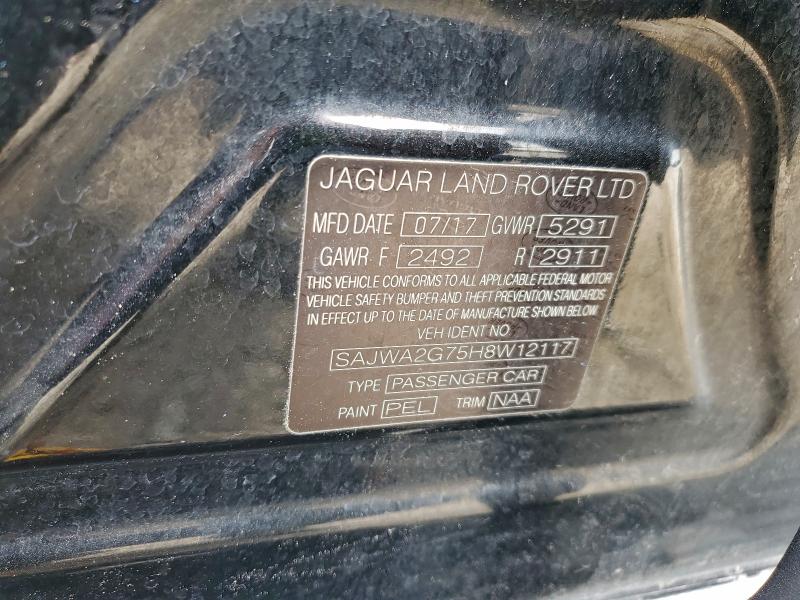 JAGUAR LAND ROVER LTD
MFD DATE 07/17 GVWR 5291
GAWR F 2492 R 2911
THIS VEHICLE CONFORMS TO ALL APPLICABLE FEDERAL MOTOR
VEHICLE SAFETY BUMPER AND THEFT PREVENTION STANDARDS
IN EFFECT UP TO THE DATE OF MANUFACTURE SHOWN BELOW
VEH IDENT NO.
SAJWA2G75H8W12117
TYPE PASSENGER CAR
PAINT PEL TRIM NAA